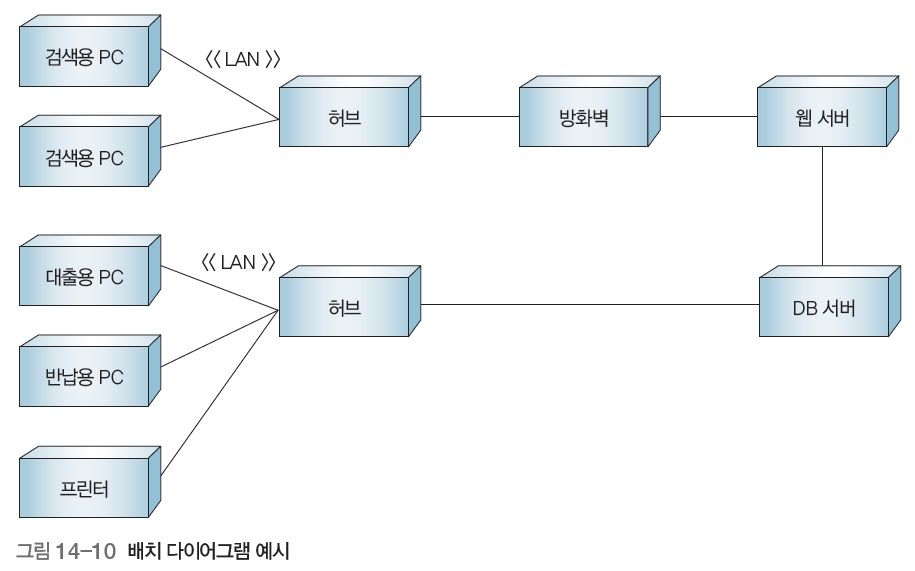 검색용 PC
《 LAN 》
허브
방화벽
웹 서버
검색용 PC
대출용 PC
《 LAN 》
허브
DB 서버
반납용 PC
프린터
그림 14-10 배치 다이어그램 예시